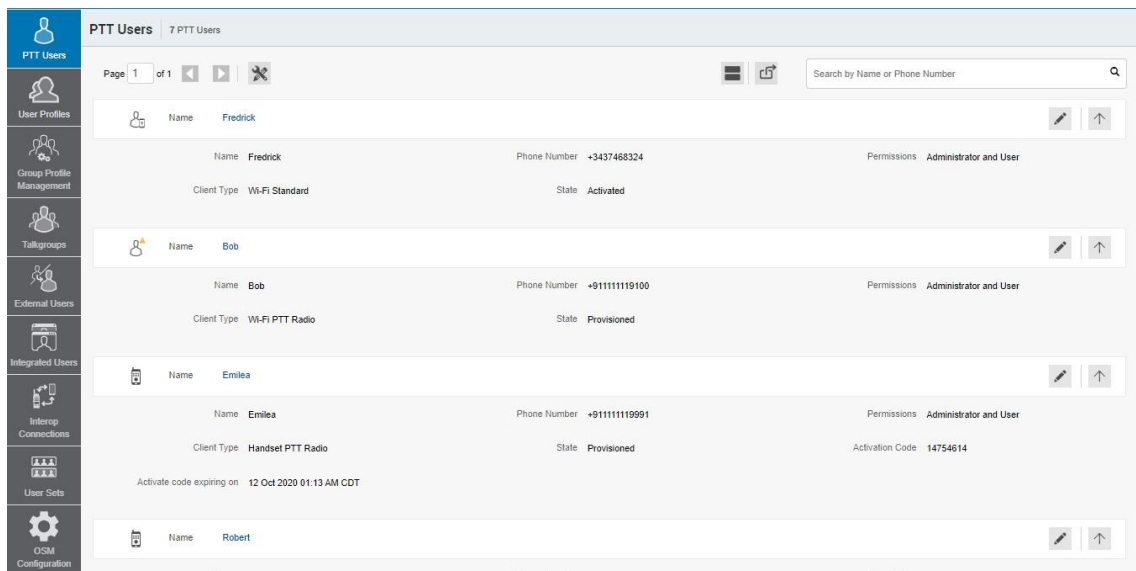 PTT Users 7 PTT Users
PTT Users
User Profiles
Group Profile
Management
Talkgroups
External Users
Integrated Users
Interop
Connections
User Sets
OSM
Configuration
Page 1 of 1 Search by Name or Phone Number
Name Fredrick
Name Fredrick Phone Number +3437468324 Permissions Administrator and User
Client Type Wi-Fi Standard State Activated
Name Bob
Name Bob Phone Number +911111119100 Permissions Administrator and User
Client Type Wi-Fi PTT Radio State Provisioned
Name Emilea
Name Emilea Phone Number +911111119991 Permissions Administrator and User
Client Type Handset PTT Radio State Provisioned Activation Code 14754614
Activate code expiring on 12 Oct 2020 01:13 AM CDT
Name Robert